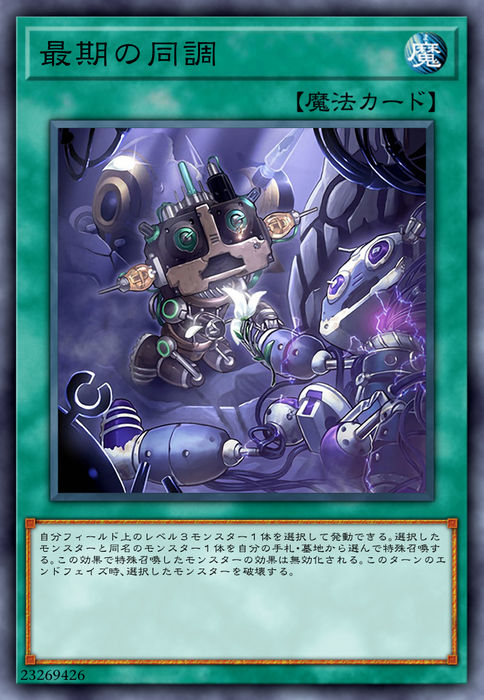 最期の同調
魔
【魔法カード】
自分フィールド上のレベル3モンスター1体を選択して発動できる。選択した
モンスターと同名のモンスター1体を自分の手札・墓地から選んで特殊召喚す
る。この効果で特殊召喚したモンスターの効果は無効化される。このターンのエ
ンドフェイズ時、選択したモンスターを破壊する。
23269426